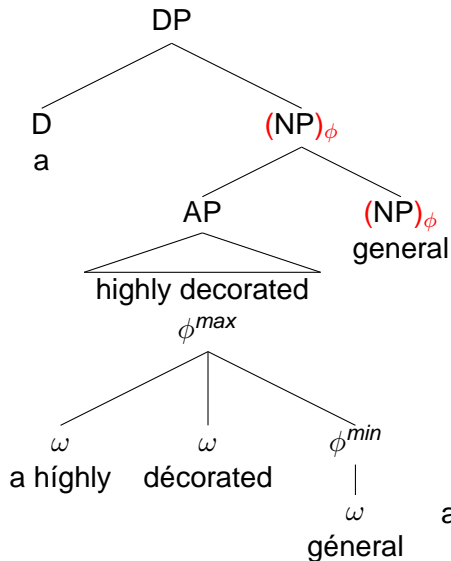 DP
D (NP)ϕ
a
AP (NP)ϕ
general
highly decorated
ϕmax
ω ω ϕmin
a híghly décorated
ω a
géneral